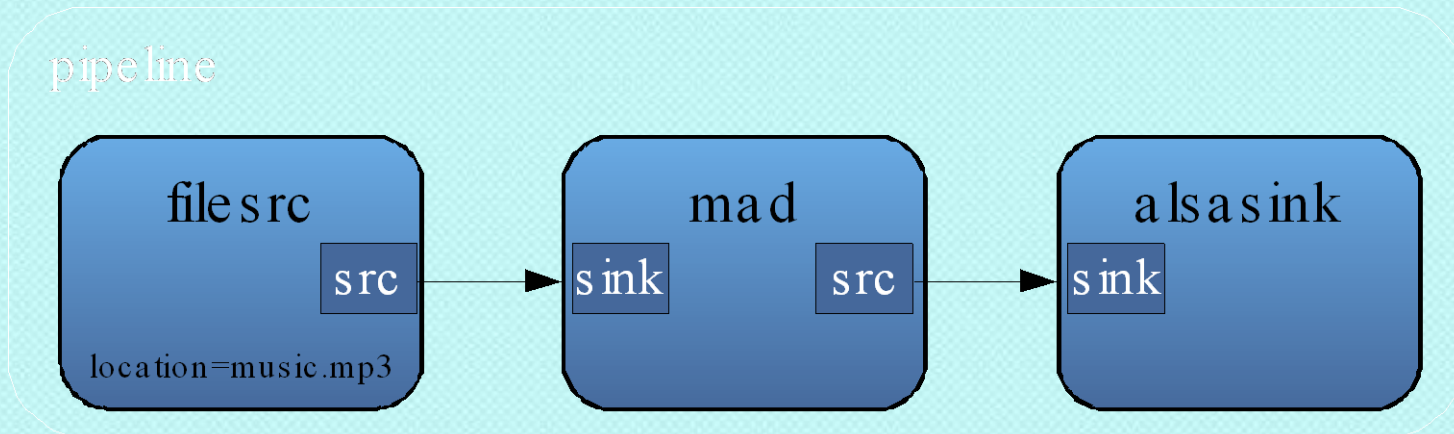 pipeline
filesrc
src
location=music.mp3
mad
sink
src
alsasink
sink